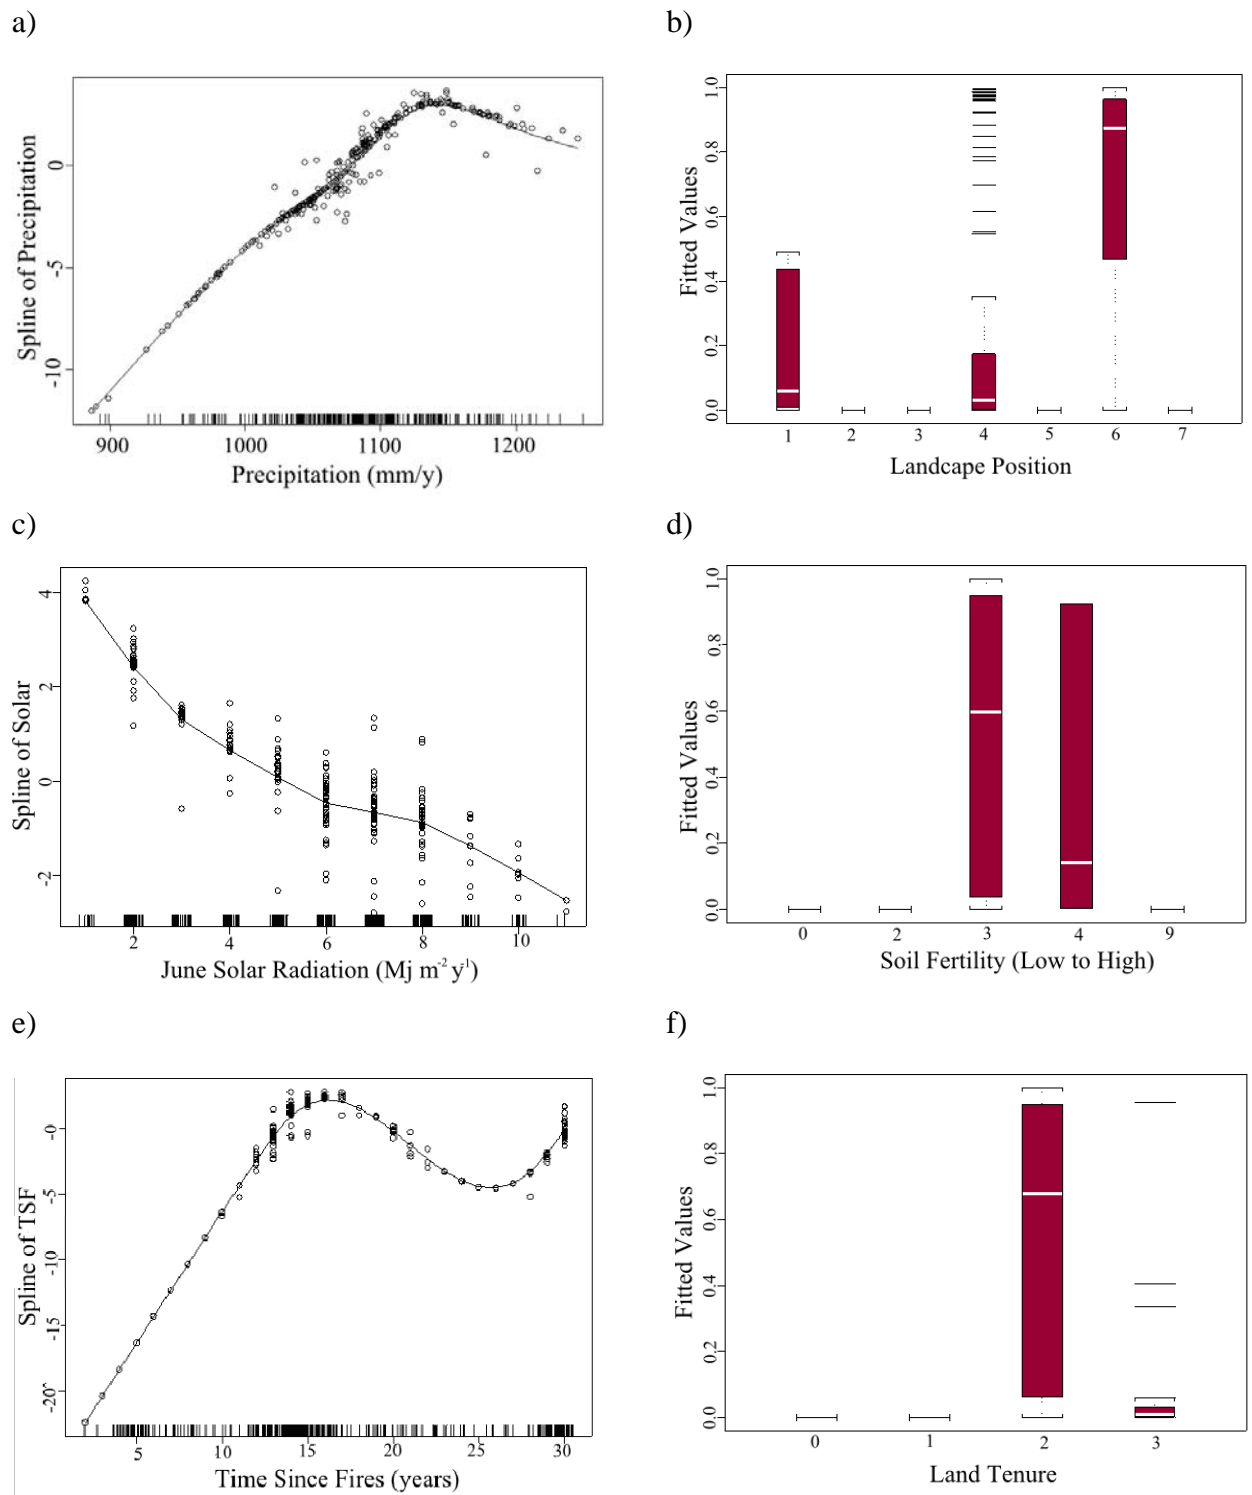 a)
Spline of Precipitation
0
-5
-10
900 1000 1100 1200
Precipitation (mm/y)
b)
Fitted Values
1.0
0.8
0.6
0.4
0.2
0.0
1 2 3 4 5 6 7
Landscape Position
c)
Spline of Solar
4
2
0
-2
2 4 6 8 10
June Solar Radiation (Mj m-2 y-1)
d)
Fitted Values
1.0
0.8
0.6
0.4
0.2
0.0
0 2 3 4 9
Soil Fertility (Low to High)
e)
Spline of TSF
-0
-5
-10
-15
-20
5 10 15 20 25 30
Time Since Fires (years)
f)
Fitted Values
1.0
0.8
0.6
0.4
0.2
0.0
0 1 2 3
Land Tenure